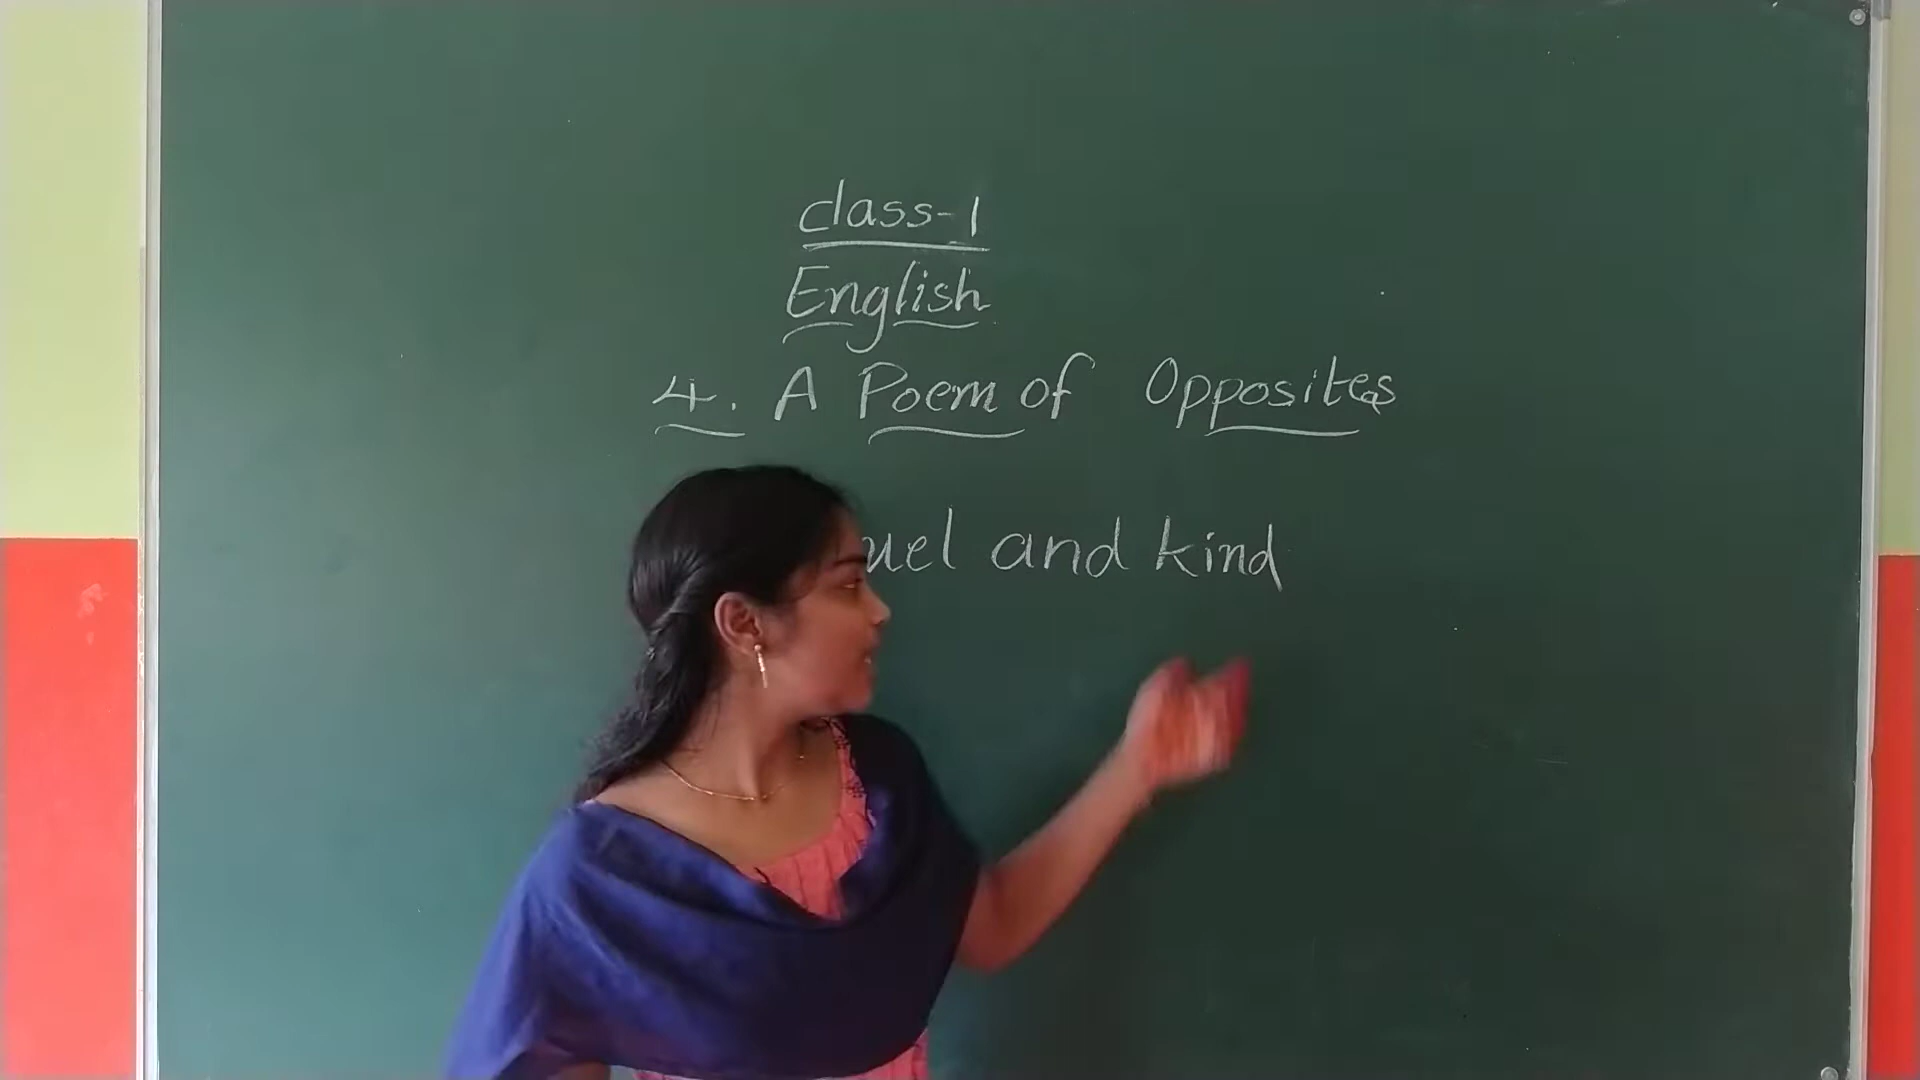 class-1
English
4. A Poem of Opposites
and kind